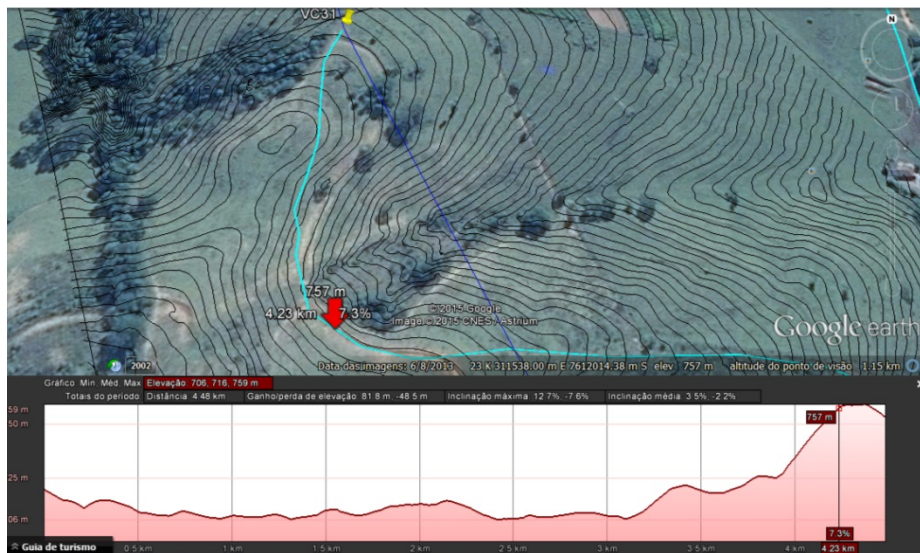 VC31
N
757 m
4.23 km 7.3%
© 2015 Google
Image © 2015 CNES / Astrium
Google earth
2002 Data das imagens: 6/8/2013 23 K 311538.00 m E 7612014.38 m S elev 757 m altitude do ponto de visão 1.15 km
Gráfico Mín. Méd. Máx Elevação: 706, 716, 759 m
Totais do período Distância: 4.48 km Ganho/perda de elevação: 81.8 m, -48.5 m Inclinação máxima: 12.7%, -7.6% Inclinação média: 3.5%, -2.2%
59 m
757 m
50 m
25 m
06 m
7.3%
Guia de turismo 0.5 km 1 km 1.5 km 2 km 2.5 km 3 km 3.5 km 4 km 4.23 km